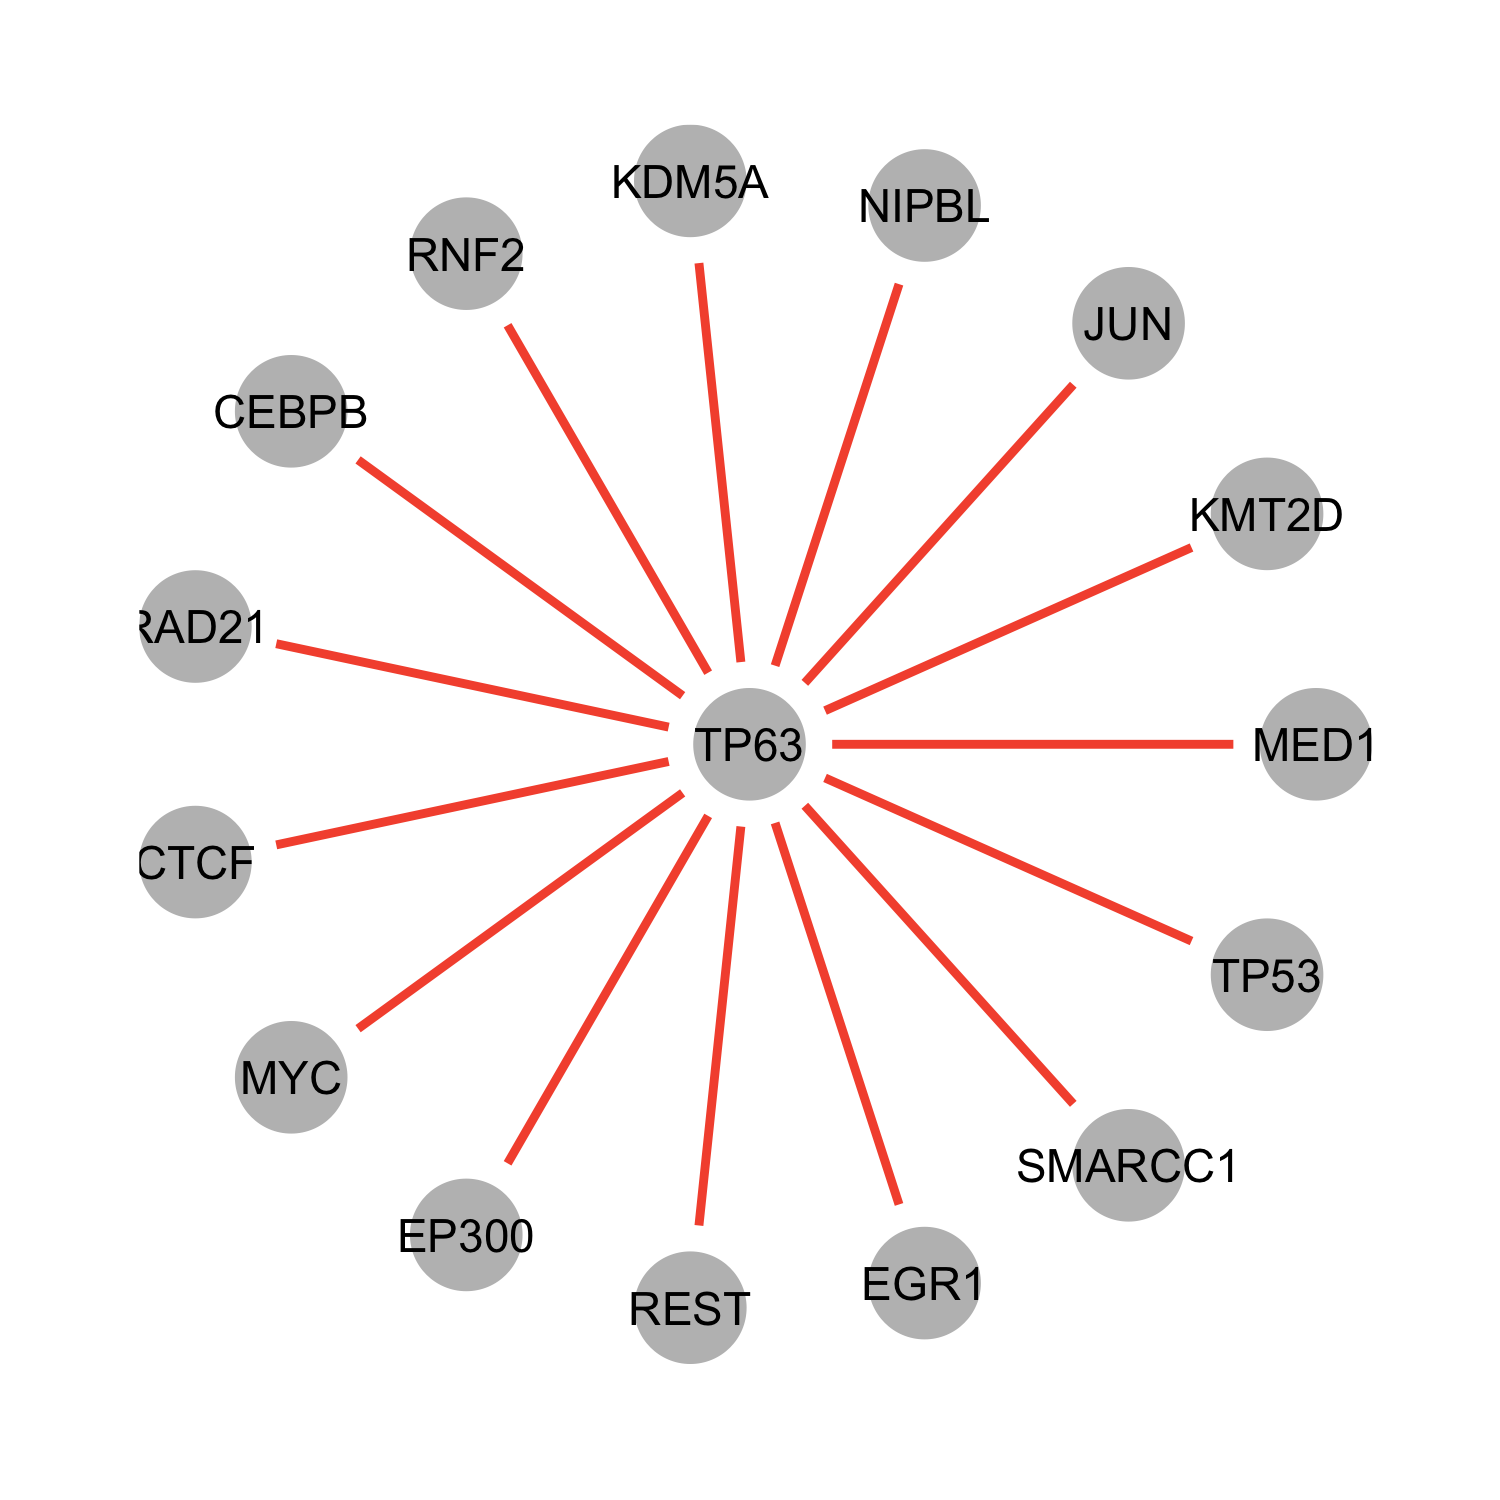 KDM5A
NIPBL
RNF2
JUN
CEBPB
KMT2D
RAD21
TP63
MED1
CTCF
TP53
MYC
SMARCC1
EP300
EGR1
REST